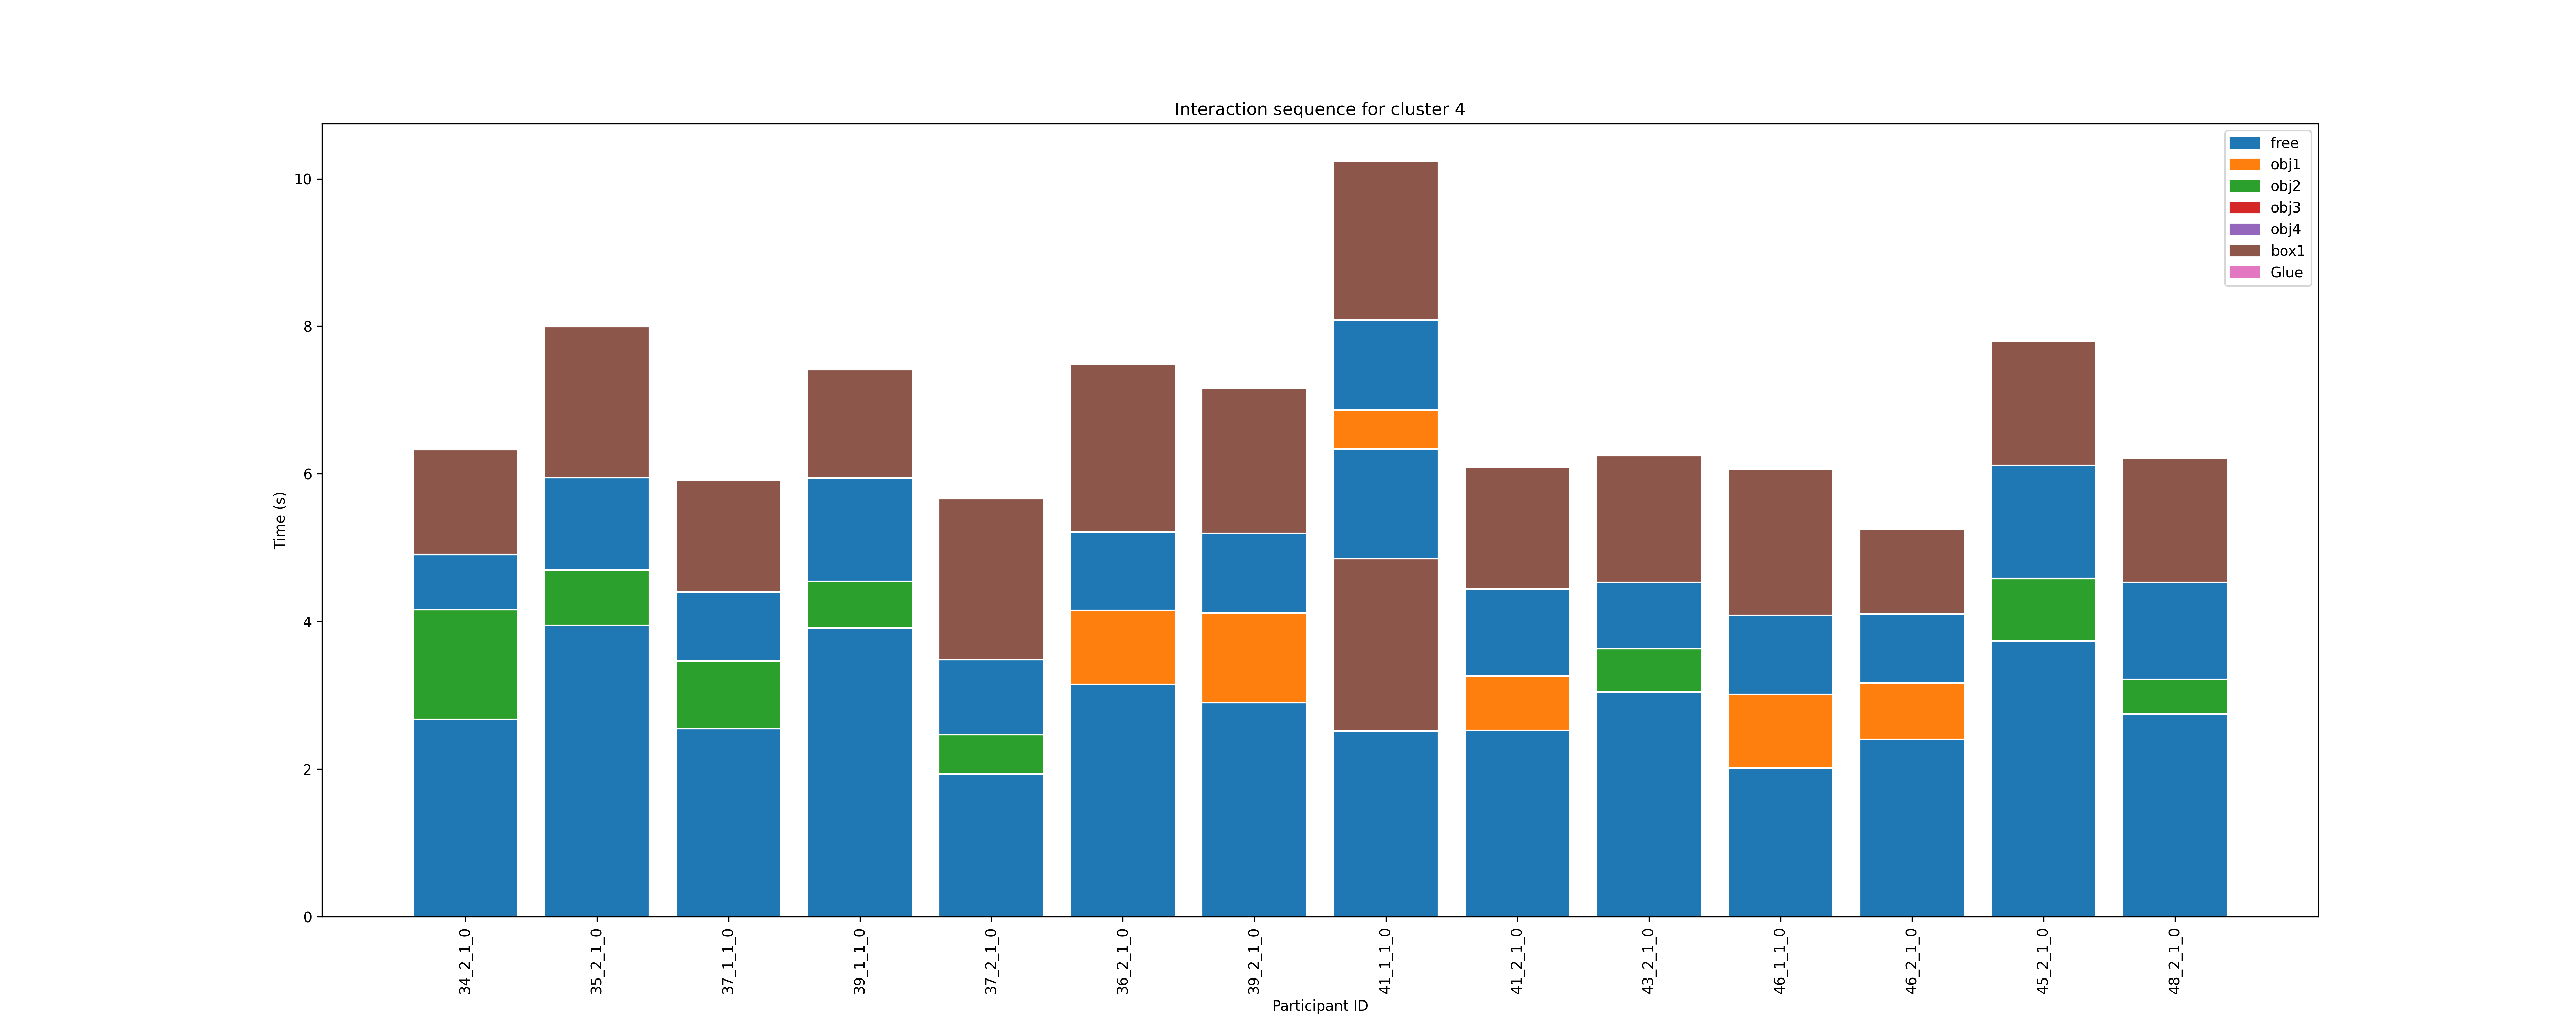 Interaction sequence for cluster 4
free
obj1
obj2
obj3
obj4
box1
Glue
10
8
6
4
2
0
Time (s)
34_2_1_0
35_2_1_0
37_1_1_0
39_1_1_0
37_2_1_0
36_2_1_0
39_2_1_0
41_1_1_0
41_2_1_0
43_2_1_0
46_1_1_0
46_2_1_0
45_2_1_0
48_2_1_0
Participant ID